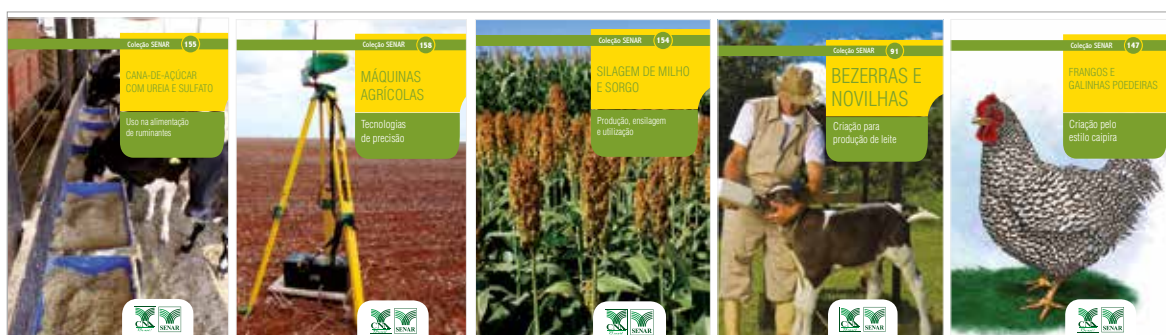 Coleção SENAR 155
CANA-DE-AÇÚCAR
COM UREIA E SULFATO
Uso na alimentação
de ruminantes
SENAR
Coleção SENAR 158
MÁQUINAS
AGRÍCOLAS
Tecnologias
de precisão
SENAR
Coleção SENAR 154
SILAGEM DE MILHO
E SORGO
Produção, ensilagem
e utilização
SENAR
Coleção SENAR 91
BEZERRAS E
NOVILHAS
Criação para
produção de leite
SENAR
Coleção SENAR 147
FRANGOS E
GALINHAS POEDEIRAS
Criação pelo
estilo caipira
SENAR